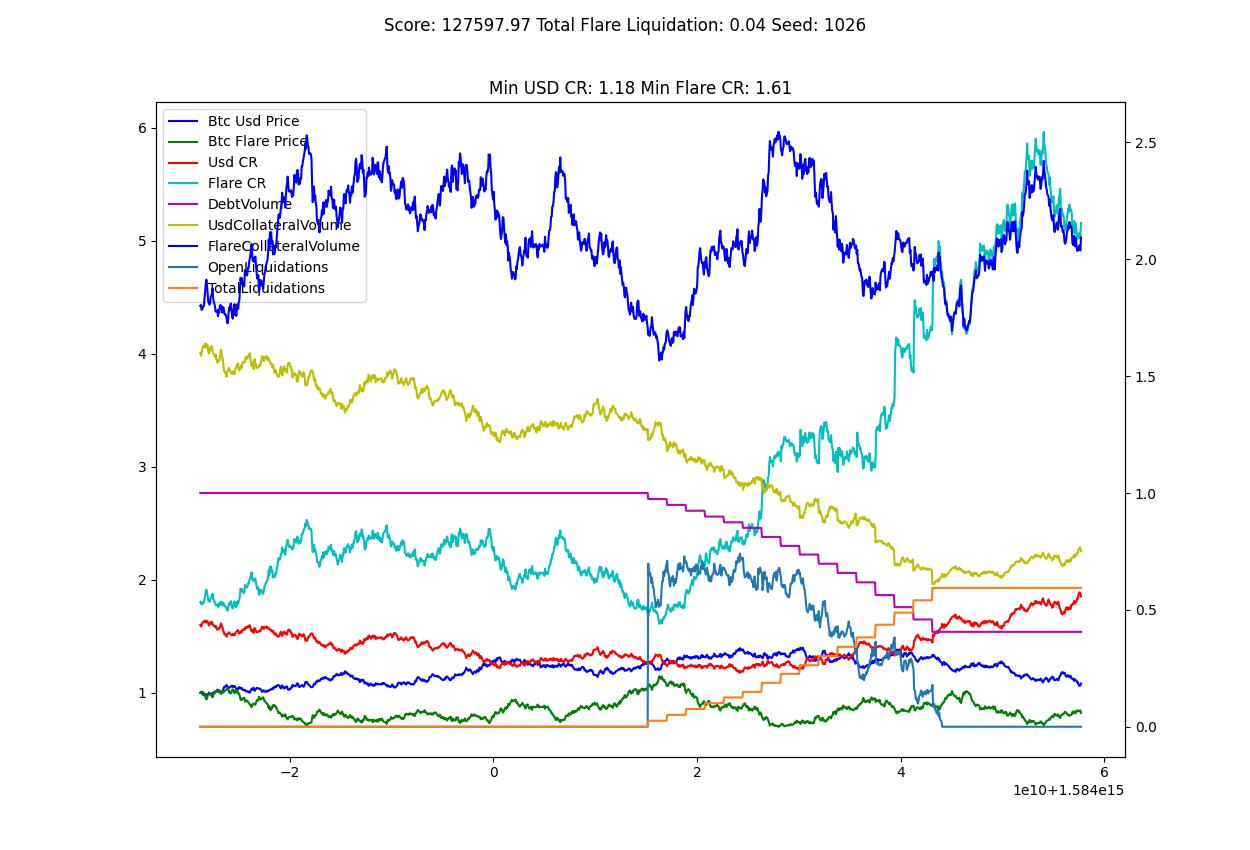 Score: 127597.97 Total Flare Liquidation: 0.04 Seed: 1026
Min USD CR: 1.18 Min Flare CR: 1.61
Btc Usd Price
Btc Flare Price
Usd CR
Flare CR
DebtVolume
UsdCollateralVolume
FlareCollateralVolume
OpenLiquidations
TotalLiquidations
6
5
4
3
2
1
2.5
2.0
1.5
1.0
0.5
0.0
−2 0 2 4 6
1e10+1.584e15